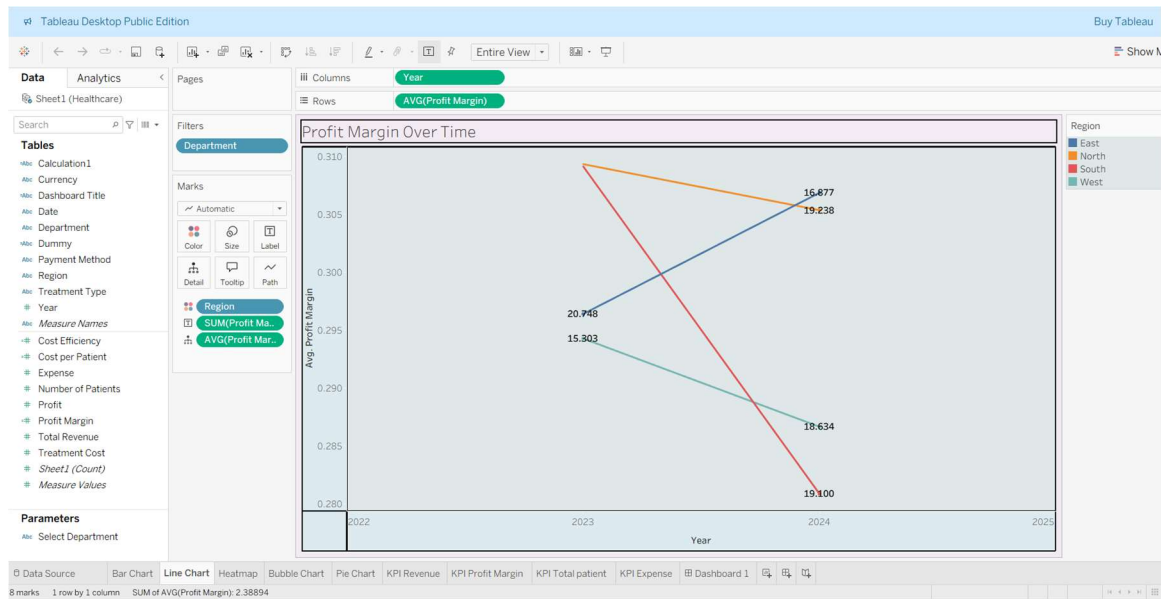 Tableau Desktop Public Edition
Buy Tableau
Entire View
Show M
Data
Analytics
Sheet1 (Healthcare)
Search
Tables
Calculation1
Currency
Dashboard Title
Date
Department
Dummy
Payment Method
Region
Treatment Type
Year
Measure Names
Cost Efficiency
Cost per Patient
Expense
Number of Patients
Profit
Profit Margin
Total Revenue
Treatment Cost
Sheet1 (Count)
Measure Values
Parameters
Select Department
Pages
Filters
Department
Marks
Automatic
Color
Size
Label
Detail
Tooltip
Path
Region
SUM(Profit Ma..
AVG(Profit Mar..
Columns
Year
Rows
AVG(Profit Margin)
Profit Margin Over Time
Avg. Profit Margin
0.310
0.305
0.300
0.295
0.290
0.285
0.280
16.877
19.238
20.748
15.303
18.634
19.100
2022
2023
2024
2025
Year
Region
East
North
South
West
Data Source
Bar Chart
Line Chart
Heatmap
Bubble Chart
Pie Chart
KPI Revenue
KPI Profit Margin
KPI Total patient
KPI Expense
Dashboard 1
8 marks
1 row by 1 column
SUM of AVG(Profit Margin): 2.38894